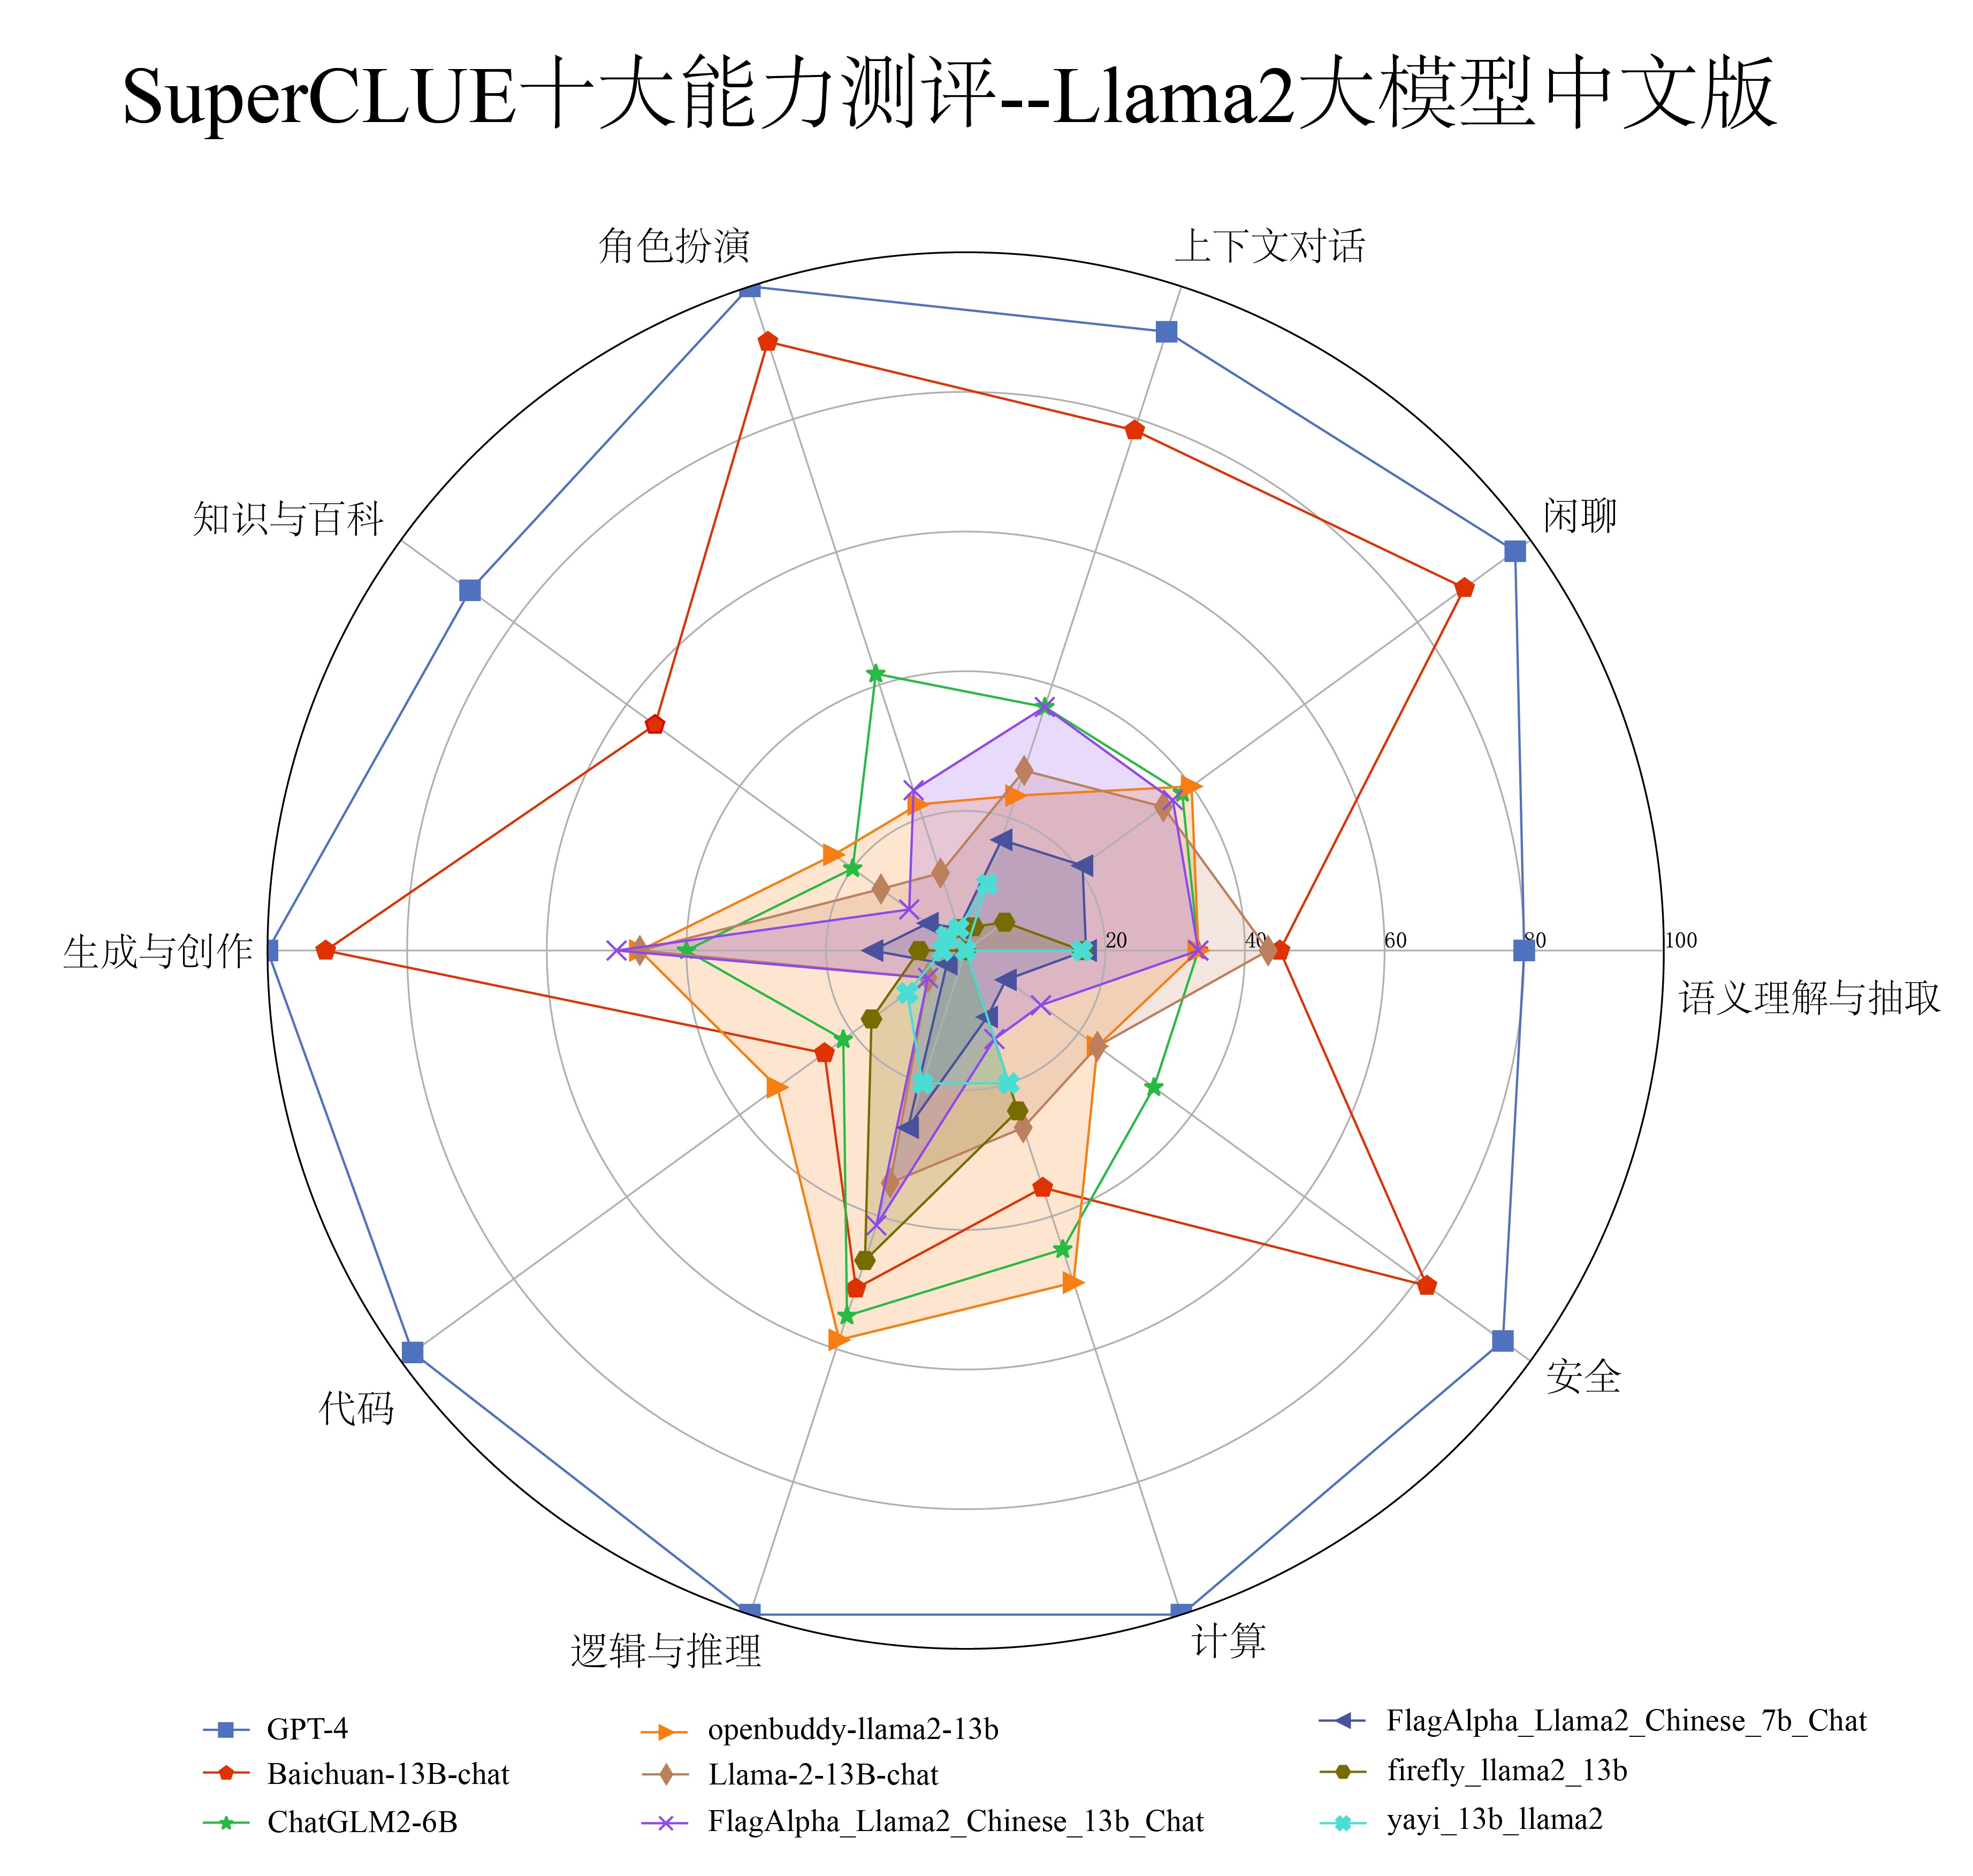 SuperCLUE十大能力测评--Llama2大模型中文版
角色扮演
上下文对话
知识与百科
闲聊
生成与创作
20
40
60
80
100
语义理解与抽取
代码
安全
逻辑与推理
计算
GPT-4
Baichuan-13B-chat
ChatGLM2-6B
openbuddy-llama2-13b
Llama-2-13B-chat
FlagAlpha_Llama2_Chinese_13b_Chat
FlagAlpha_Llama2_Chinese_7b_Chat
firefly_llama2_13b
yayi_13b_llama2